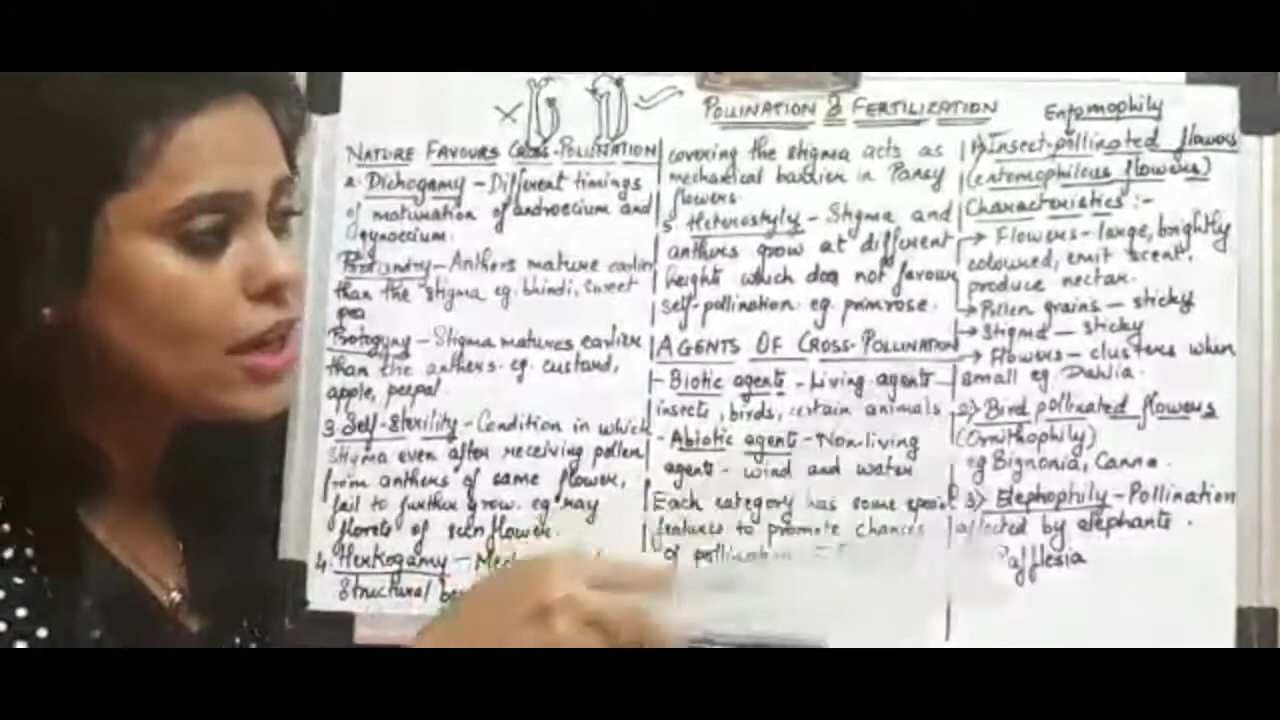 POLLINATION & FERTILIZATION
NATURE FAVOURS CROSS-POLLINATION
2. Dichogamy - Different timings
of maturation of androecium and
gynoecium.
Protandry - Anthers mature earlier
than the stigma eg. bhindi, sweet
pea
Protogyny - Stigma matures earlier
than the anthers. eg. custard,
apple, peepal
3. Self-Sterility - Condition in which
stigma even after receiving pollen
from anthers of same flower,
fail to further grow. eg ray
florets of sunflower.
4. Herkogamy -
Structural
covering the stigma acts as
mechanical barrier in Pansy
flowers.
5. Heterostyly - Stigma and
anthers grow at different
heights which does not favour
self-pollination. eg. primrose.
AGENTS OF CROSS-POLLINATION
- Biotic agents - Living agents -
insects, birds, certain animals
- Abiotic agent - Non-living
agents - wind and water
Each category has some special
features to promote chances
of pollination
Entomophily
1) Insect-pollinated flowers
(entomophilous flowers)
Characteristics :-
→ Flowers - large, brightly
coloured, emit scent,
produce nectar.
→ Pollen grains - sticky
→ Stigma - sticky
→ Flowers - clusters when
small eg Dahlia.
2) Bird pollinated flowers
(Ornithophily)
eg Bignonia, Canna.
3) Elephophily - Pollination
affected by elephants.